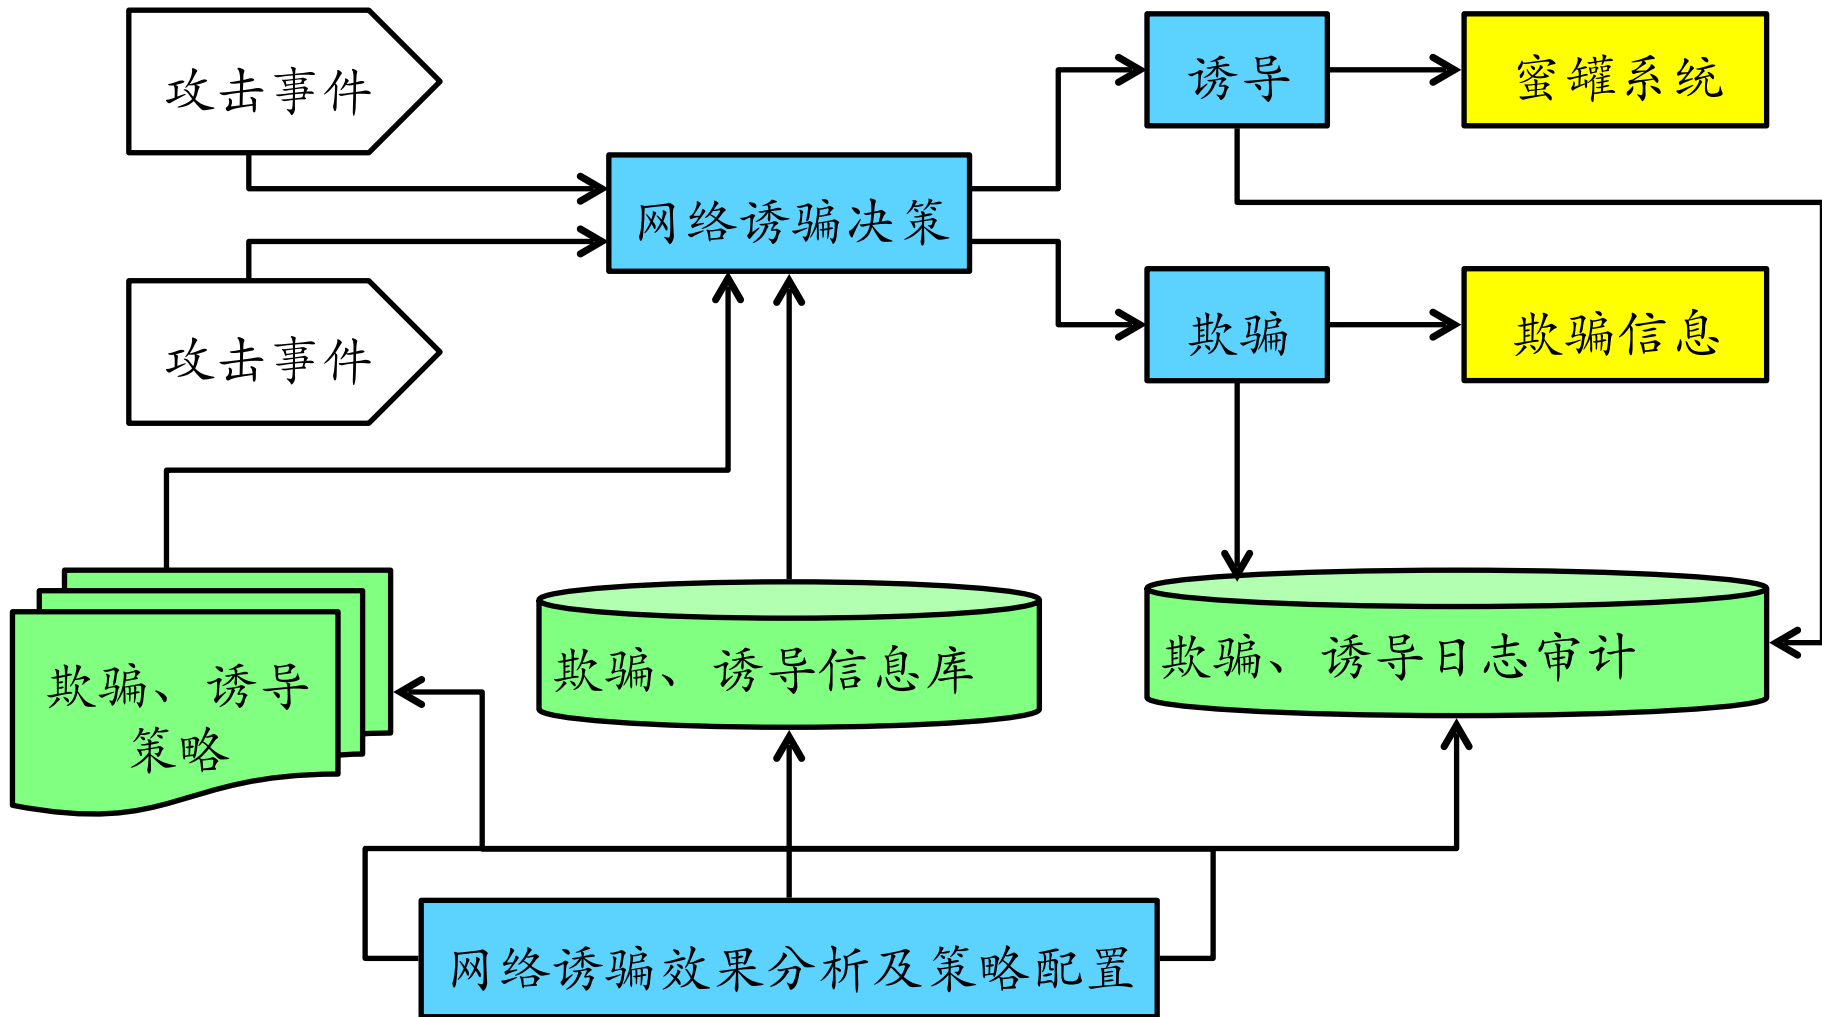 攻击事件
诱导
蜜罐系统
网络诱骗决策
攻击事件
欺骗
欺骗信息
欺骗、诱导
策略
欺骗、诱导信息库
欺骗、诱导日志审计
网络诱骗效果分析及策略配置